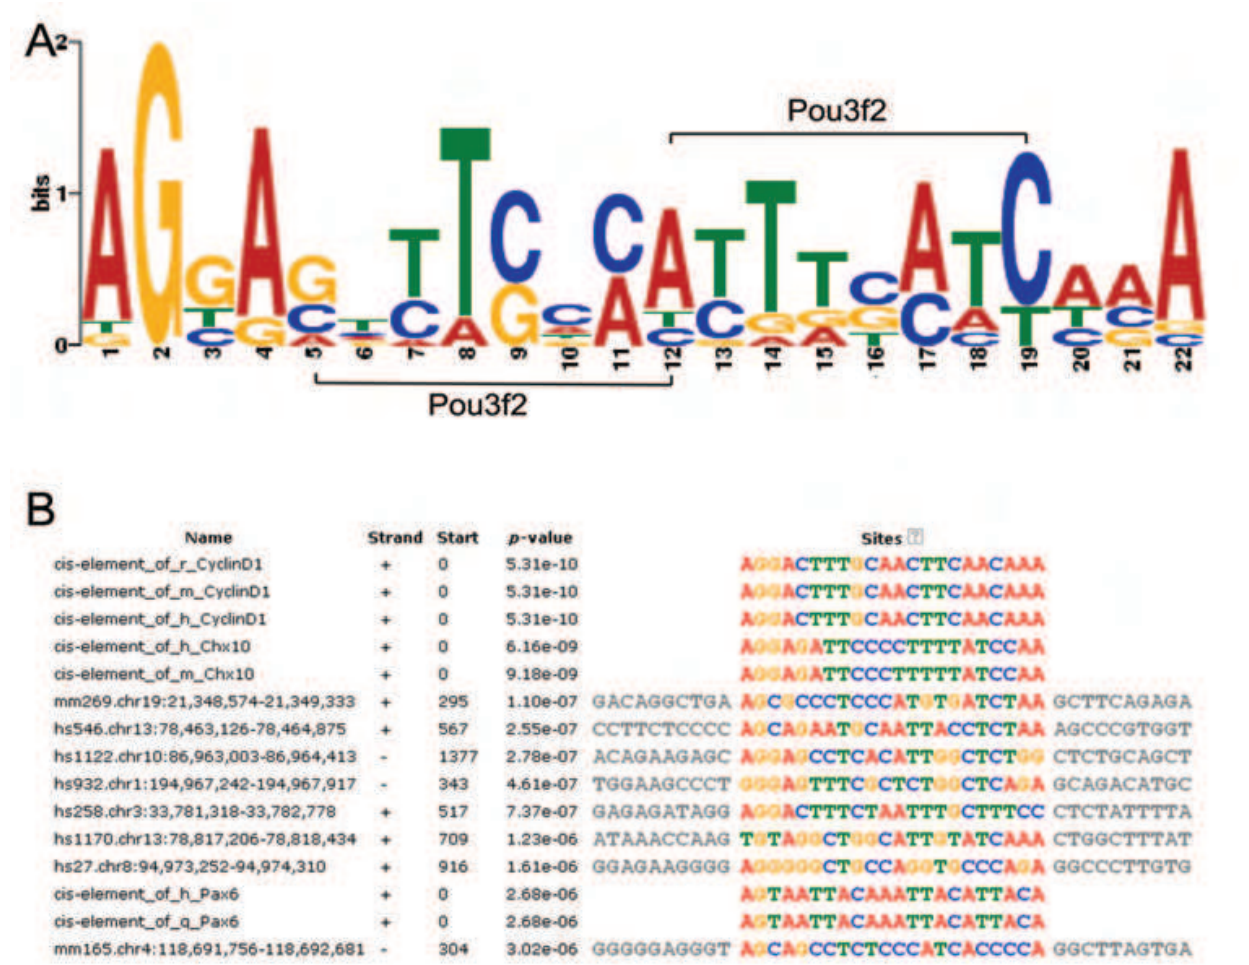 A
2
bits
1
0
Pou3f2
1 2 3 4 5 6 7 8 9 10 11 12 13 14 15 16 17 18 19 20 21 22
Pou3f2
B
Name Strand Start p-value Sites ?
cis-element_of_r_CyclinD1 + 0 5.31e-10 AGGACTTTGCAACTTCAACAAA
cis-element_of_m_CyclinD1 + 0 5.31e-10 AGGACTTTGCAACTTCAACAAA
cis-element_of_h_CyclinD1 + 0 5.31e-10 AGGACTTTGCAACTTCAACAAA
cis-element_of_h_Chx10 + 0 6.16e-09 AGGAGATTCCCCTTTTATCCAA
cis-element_of_m_Chx10 + 0 9.18e-09 AGGAGATTCCCTTTTTATCCAA
mm269.chr19:21,348,574-21,349,333 + 295 1.10e-07 GACAGGCTGA AGCGCCCTCCCATGTGATCTAA GCTTCAGAGA
hs546.chr13:78,463,126-78,464,875 + 567 2.55e-07 CCTTCTCCCC AGCAGAATGCAATTACCTCTAA AGCCCGTGGT
hs1122.chr10:86,963,003-86,964,413 - 1377 2.78e-07 ACAGAAGAGC AGGAGCCTCACATTGGCTCTGG CTCTGCAGCT
hs932.chr1:194,967,242-194,967,917 - 343 4.61e-07 TGGAAGCCCT GGGAGTTTCGCTCTGGCTCAGA GCAGACATGC
hs258.chr3:33,781,318-33,782,778 + 517 7.37e-07 GAGAGATAGG AGGACTTTCTAATTTGCTTTCC CTCTATTTTA
hs1170.chr13:78,817,206-78,818,434 + 709 1.23e-06 ATAAACCAAG TGTAGGCTGGCATTGTATCAAA CTGGCTTTAT
hs27.chr8:94,973,252-94,974,310 + 916 1.61e-06 GGAGAAGGGG AGGGGGCTGCCAGGTGCCCAGA GGCCCTTGTG
cis-element_of_h_Pax6 + 0 2.68e-06 AGTAATTACAAATTACATTACA
cis-element_of_q_Pax6 + 0 2.68e-06 AGTAATTACAAATTACATTACA
mm165.chr4:118,691,756-118,692,681 - 304 3.02e-06 GGGGGAGGGT AGCAGCCTCTCCCATCACCCCA GGCTTAGTGA